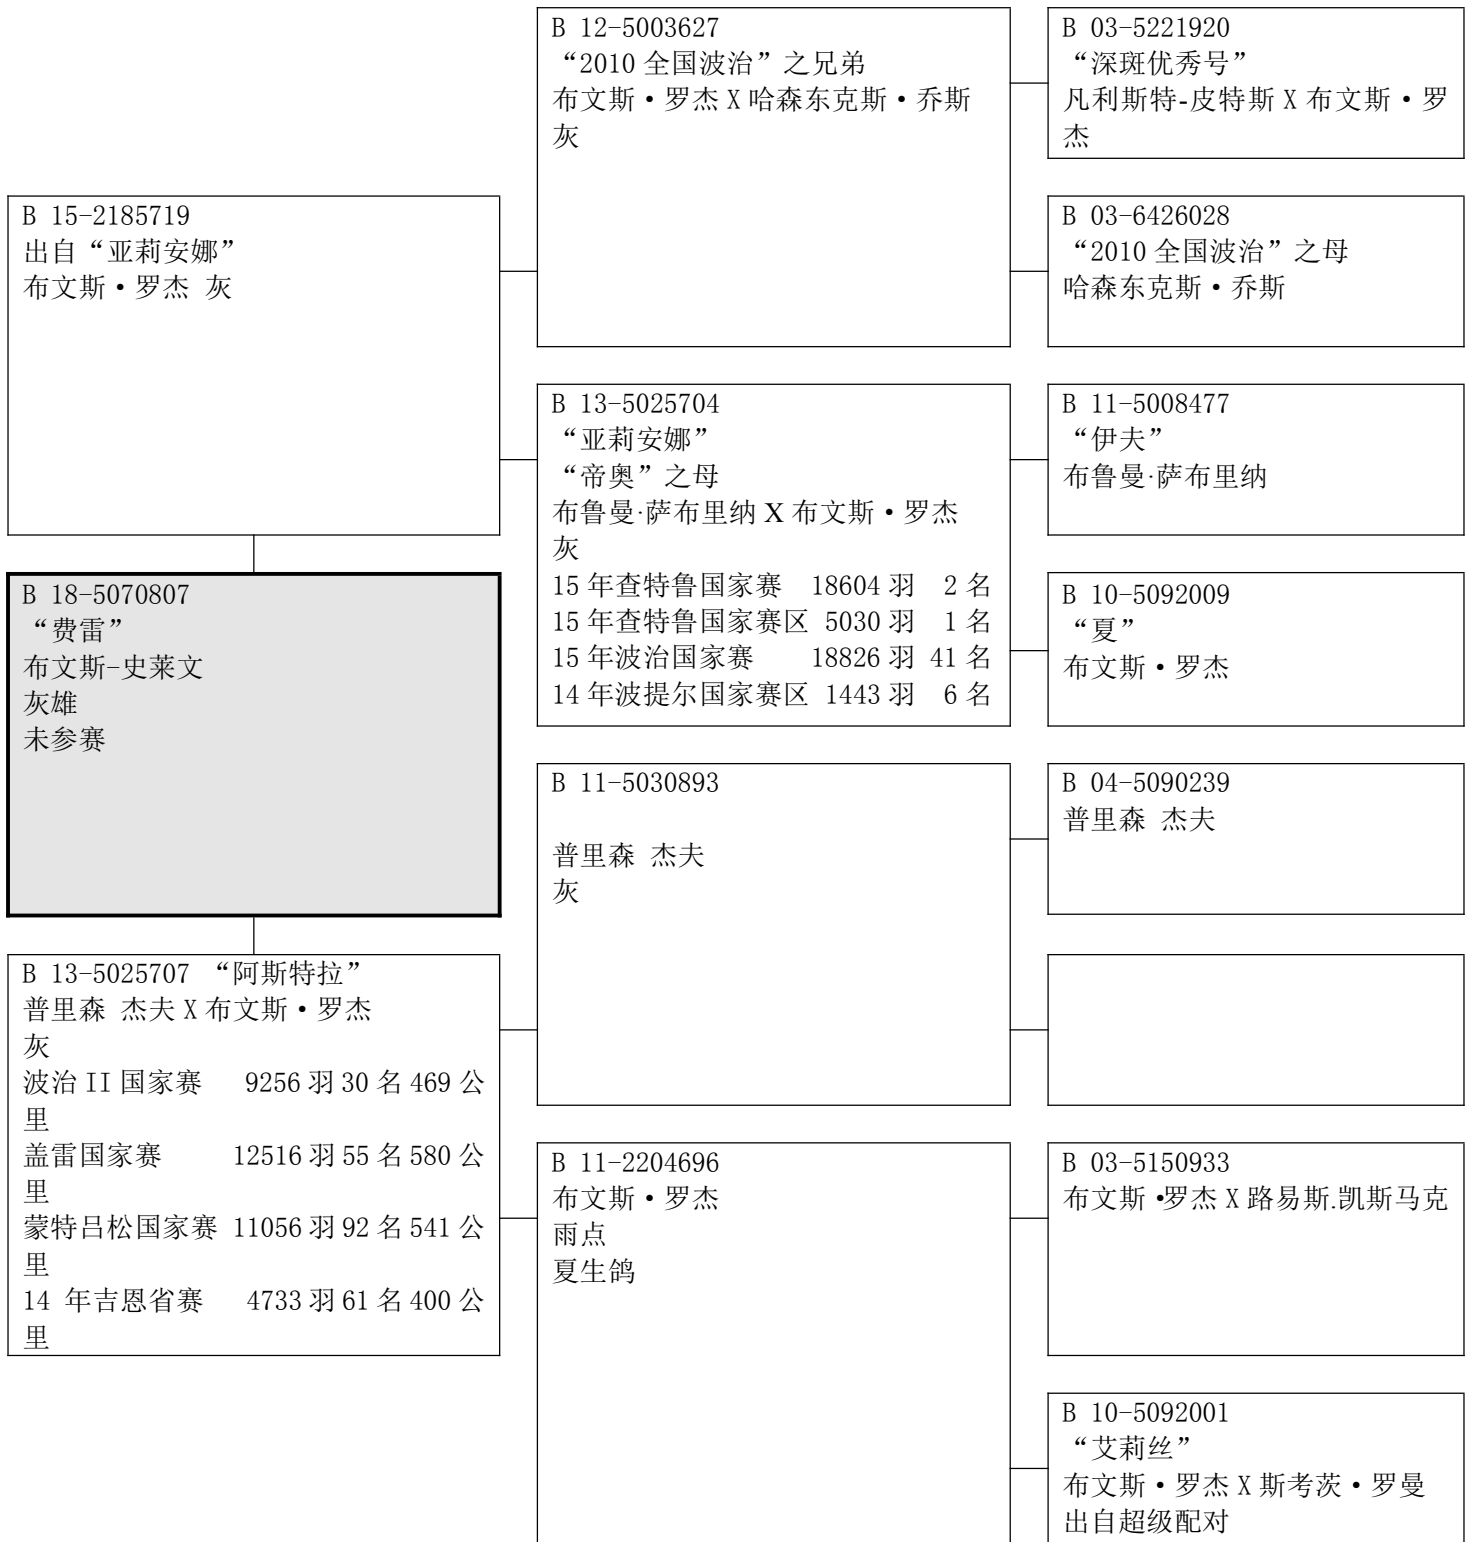 B 12-5003627
“2010 全国波治”之兄弟
布文斯·罗杰 X 哈森东克斯·乔斯
灰
B 03-5221920
“深斑优秀号”
凡利斯特-皮特斯 X 布文斯·罗
杰
B 15-2185719
出自“亚莉安娜”
布文斯·罗杰 灰
B 03-6426028
“2010 全国波治”之母
哈森东克斯·乔斯
B 13-5025704
“亚莉安娜”
“帝奥”之母
布鲁曼·萨布里纳 X 布文斯·罗杰
灰
15 年查特鲁国家赛 18604 羽 2 名
15 年查特鲁国家赛区 5030 羽 1 名
15 年波治国家赛 18826 羽 41 名
14 年波提尔国家赛区 1443 羽 6 名
B 11-5008477
“伊夫”
布鲁曼·萨布里纳
B 18-5070807
“费雷”
布文斯-史莱文
灰雄
未参赛
B 10-5092009
“夏”
布文斯·罗杰
B 11-5030893
普里森 杰夫
灰
B 04-5090239
普里森 杰夫
B 13-5025707 “阿斯特拉”
普里森 杰夫 X 布文斯·罗杰
灰
波治 II 国家赛 9256 羽 30 名 469 公
里
盖雷国家赛 12516 羽 55 名 580 公
里
蒙特吕松国家赛 11056 羽 92 名 541 公
里
14 年吉恩省赛 4733 羽 61 名 400 公
里
B 11-2204696
布文斯·罗杰
雨点
夏生鸽
B 03-5150933
布文斯·罗杰 X 路易斯.凯斯马克
B 10-5092001
“艾莉丝”
布文斯·罗杰 X 斯考茨·罗曼
出自超级配对